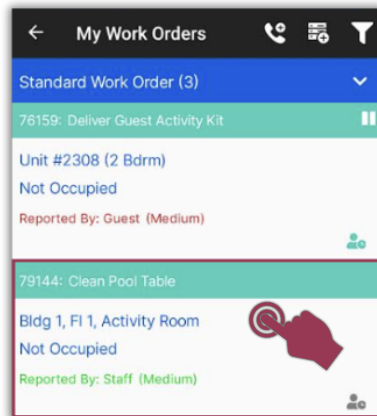 My Work Orders
Standard Work Order (3)
76159: Deliver Guest Activity Kit
Unit #2308 (2 Bdrm)
Not Occupied
Reported By: Guest (Medium)
79144: Clean Pool Table
Bldg 1, Fl 1, Activity Room
Not Occupied
Reported By: Staff (Medium)